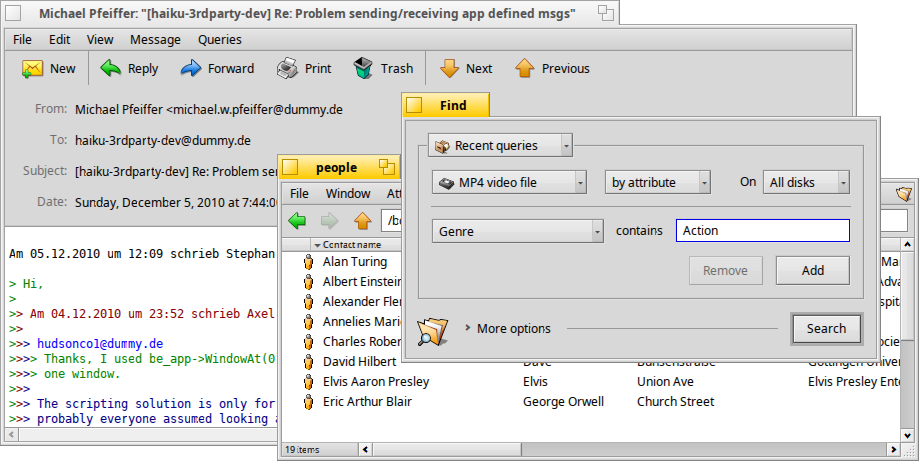 Michael Pfeiffer: "[haiku-3rdparty-dev] Re: Problem sending/receiving app defined msgs"
File Edit View Message Queries
New Reply Forward Print Trash Next Previous
From: Michael Pfeiffer <michael.w.pfeiffer@dummy.de
To: haiku-3rdparty-dev@dummy.de
Subject: [haiku-3rdparty-dev] Re: Problem sen
Date: Sunday, December 5, 2010 at 7:44:0
Am 05.12.2010 um 12:09 schrieb Stephan
> Hi,
>
>> Am 04.12.2010 um 23:52 schrieb Axel
>>
>>> hudsonco1@dummy.de
>>>> Thanks, I used be_app->WindowAt(0
>>>> one window.
>>>
>>> The scripting solution is only for
>>> probably everyone assumed looking a
people
File Window Att
/bo
Contact name
Alan Turing
Albert Einstein
Alexander Flem
Annelies Marie
Charles Rober
David Hilbert Dave Bunsenstraße Göttingen Univer
Elvis Aaron Presley Elvis Union Ave Elvis Presley Ente
Eric Arthur Blair George Orwell Church Street
19 items
Find
Recent queries
MP4 video file by attribute On All disks
Genre contains Action
Remove Add
More options Search